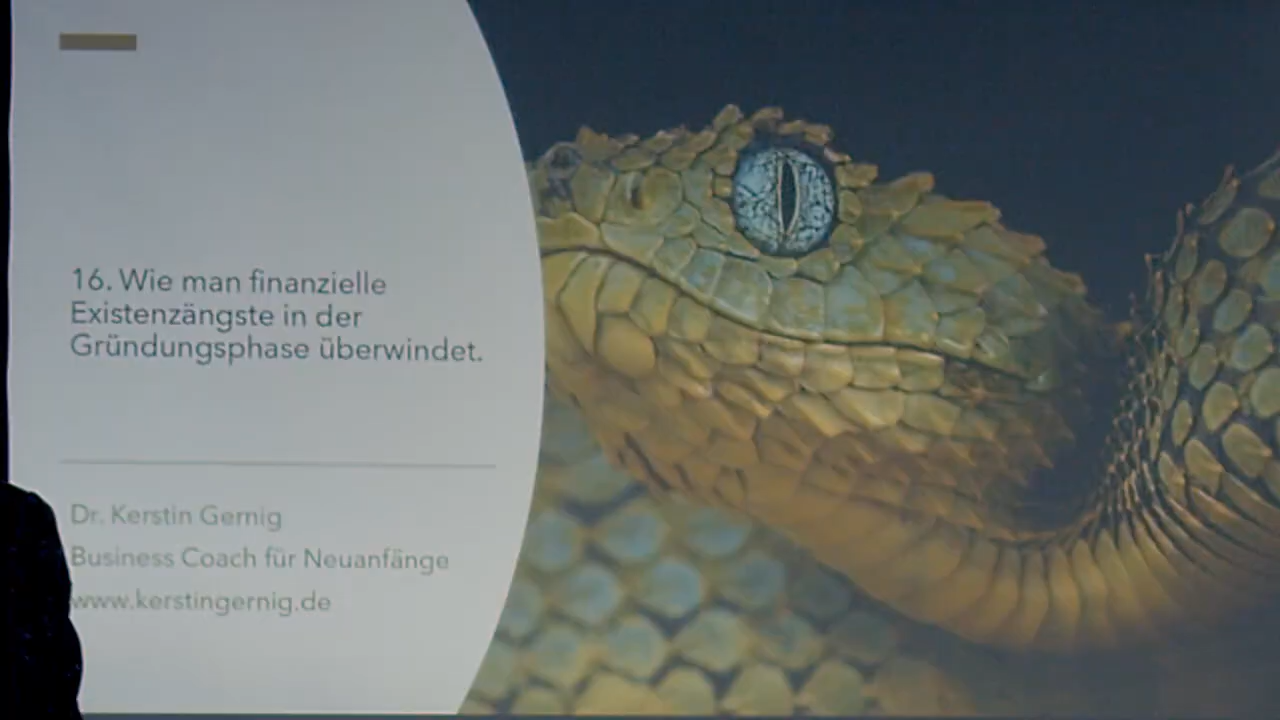 16. Wie man finanzielle
Existenzängste in der
Gründungsphase überwindet.
Dr. Kerstin Gernig
Business Coach für Neuanfänge
www.kerstingernig.de